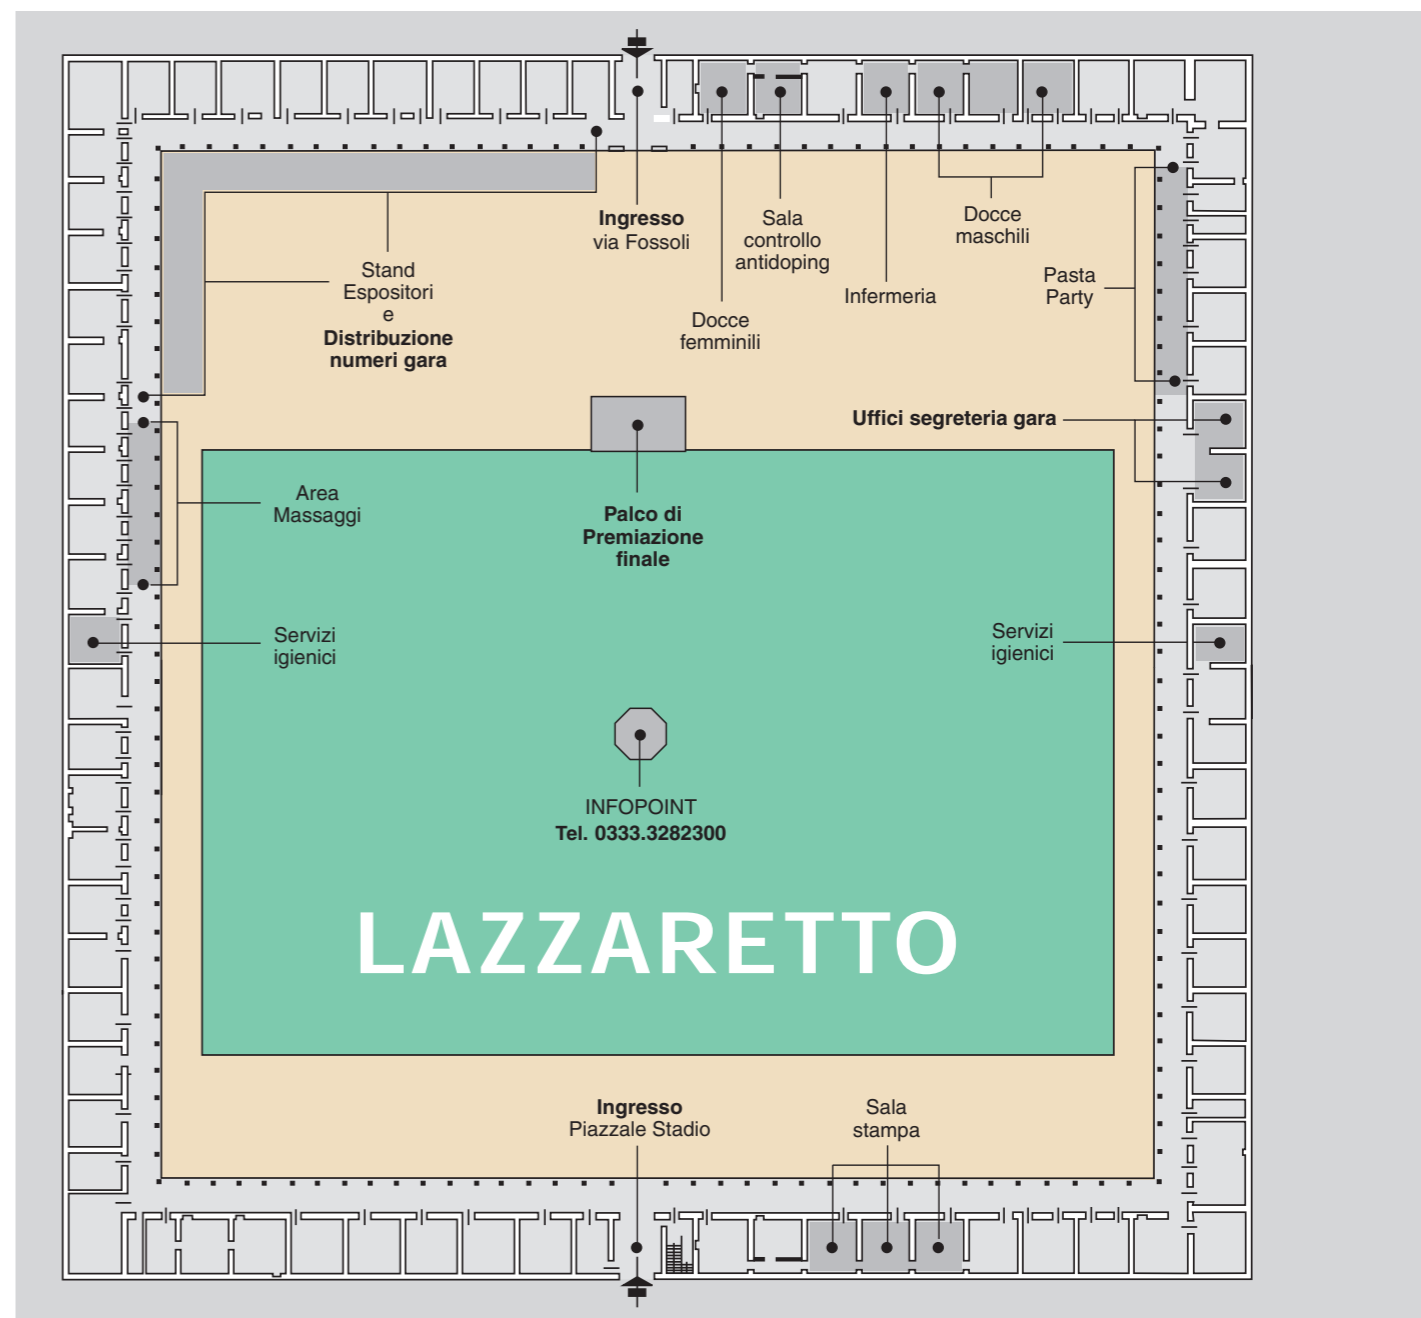 Ingresso
via Fossoli
Sala
controllo
antidoping
Docce
maschili
Stand
Espositori
e
Distribuzione
numeri gara
Docce
femminili
Infermeria
Pasta
Party
Uffici segreteria gara
Area
Massaggi
Palco di
Premiazione
finale
Servizi
igienici
Servizi
igienici
INFOPOINT
Tel. 0333.3282300
LAZZARETTO
Ingresso
Piazzale Stadio
Sala
stampa